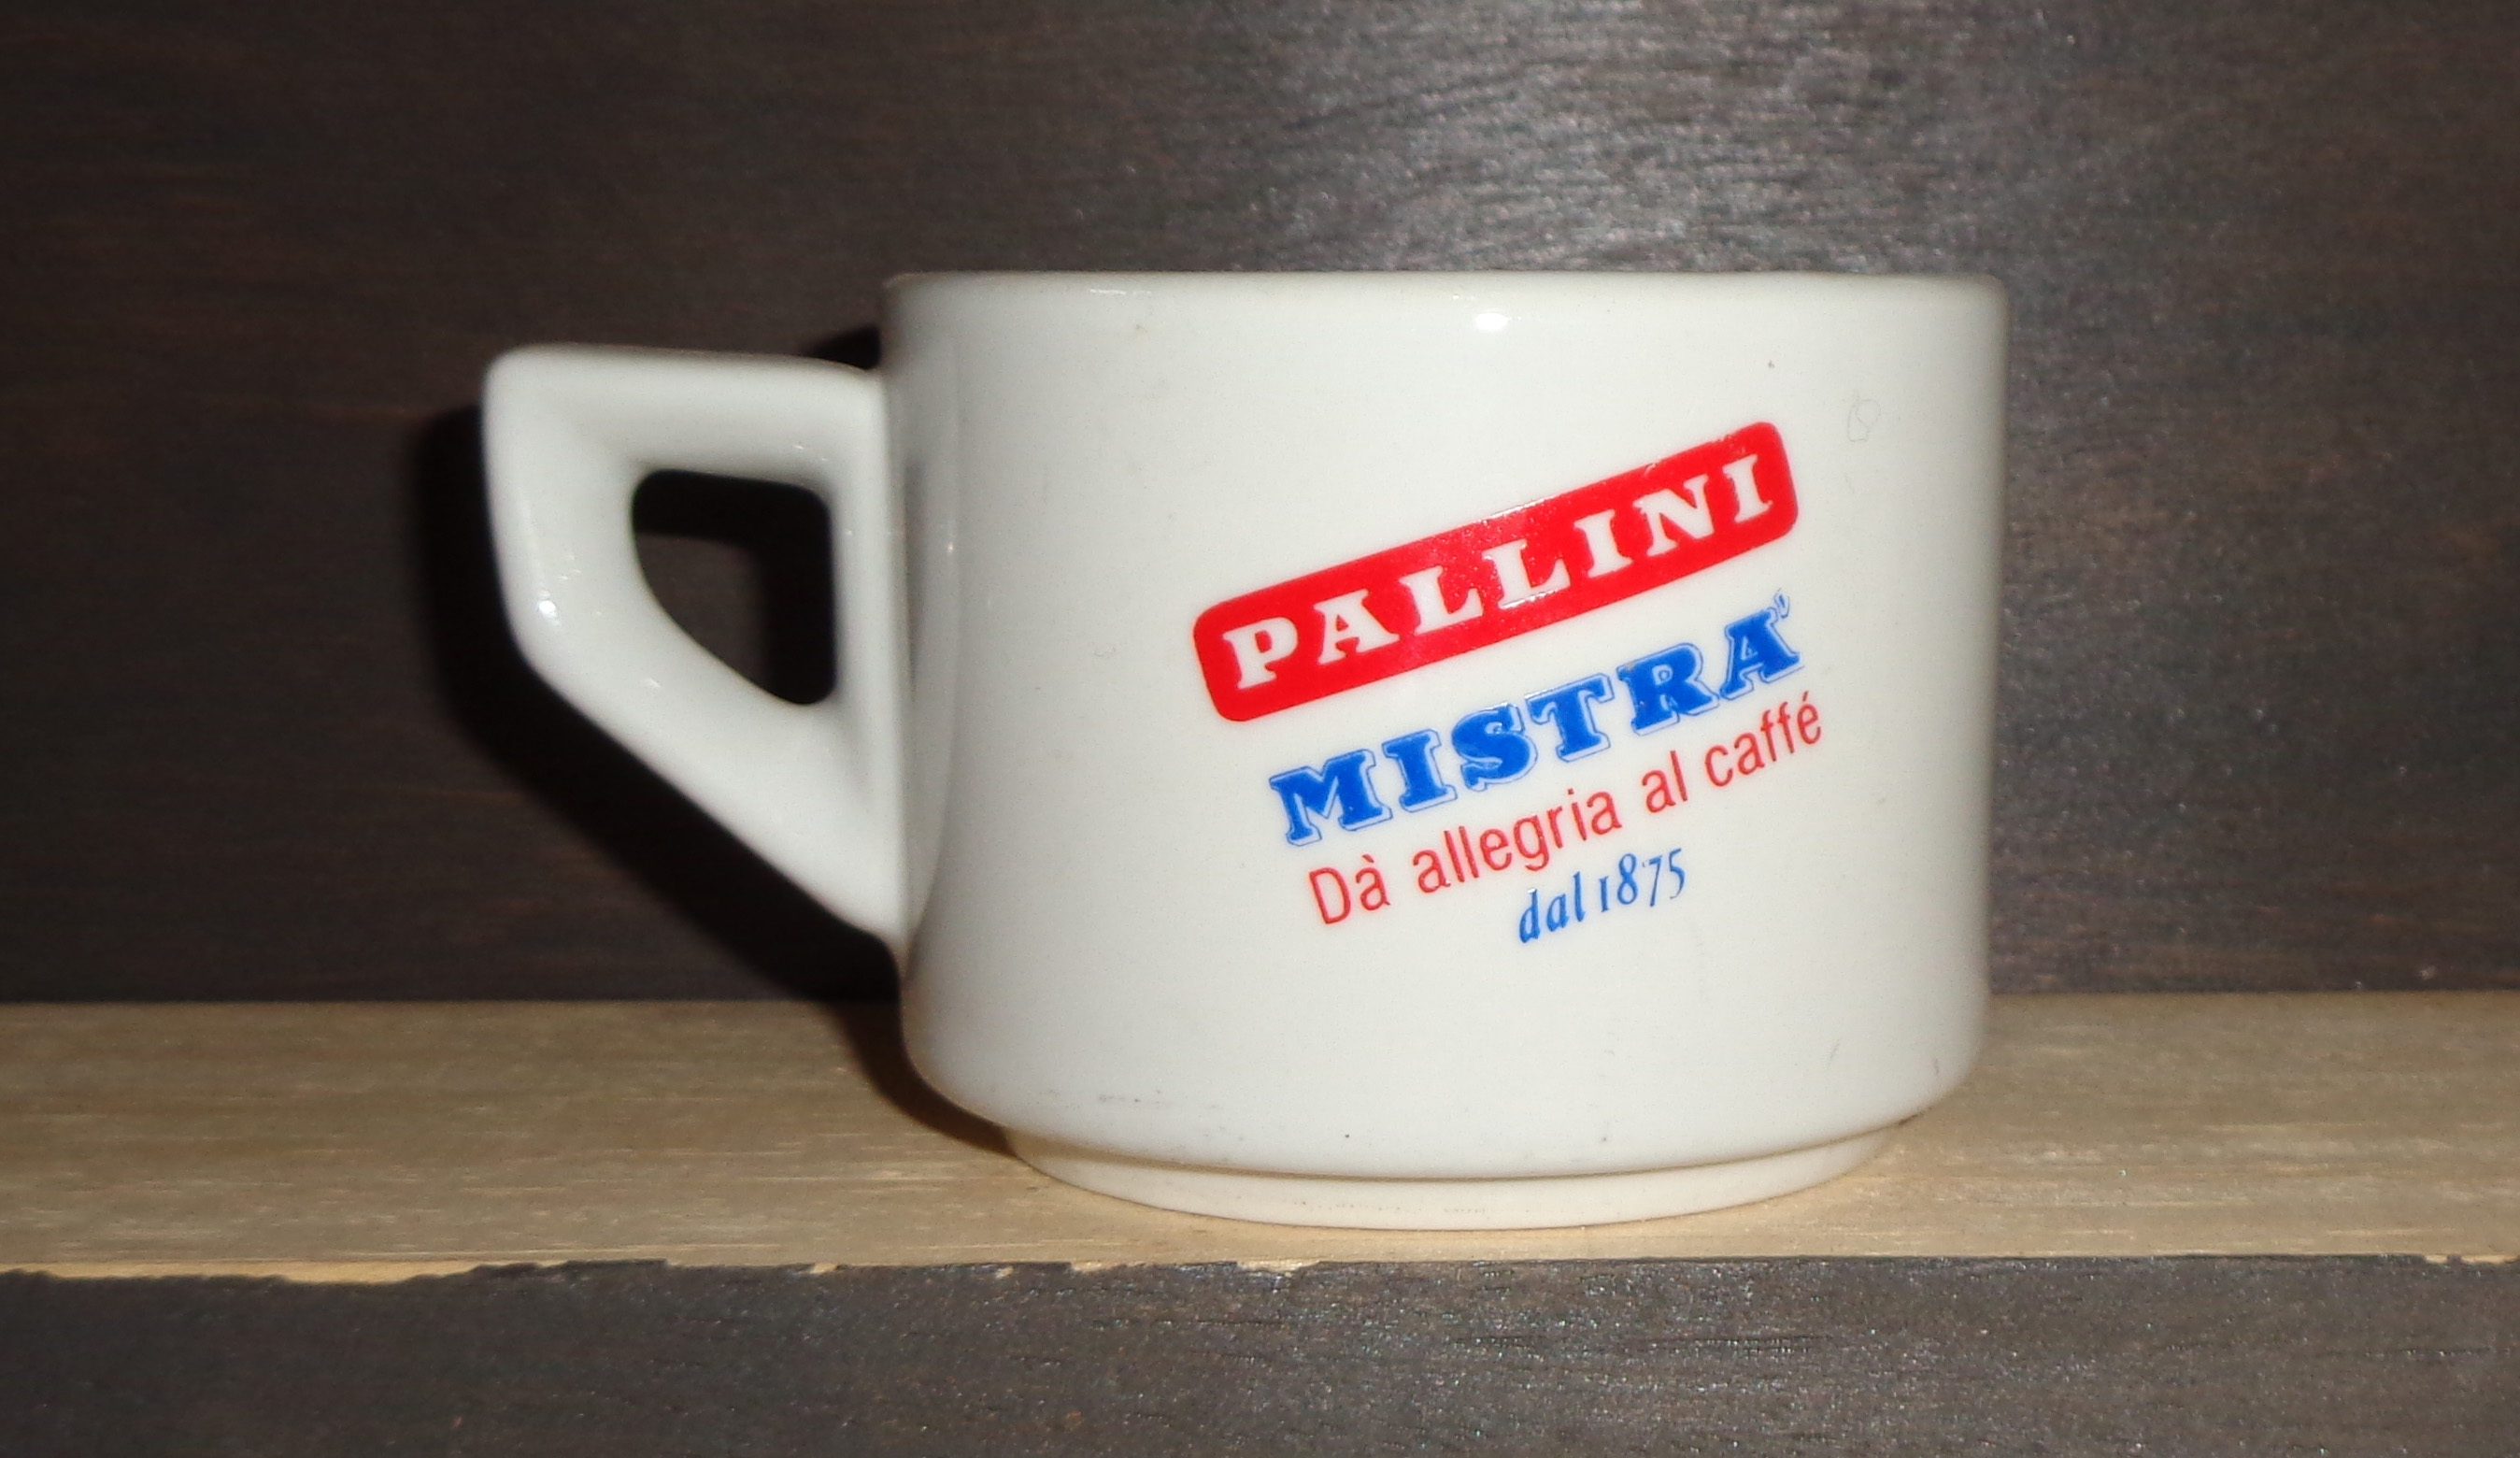 PALLINI
MISTRA'
Dà allegria al caffé
dal 1875